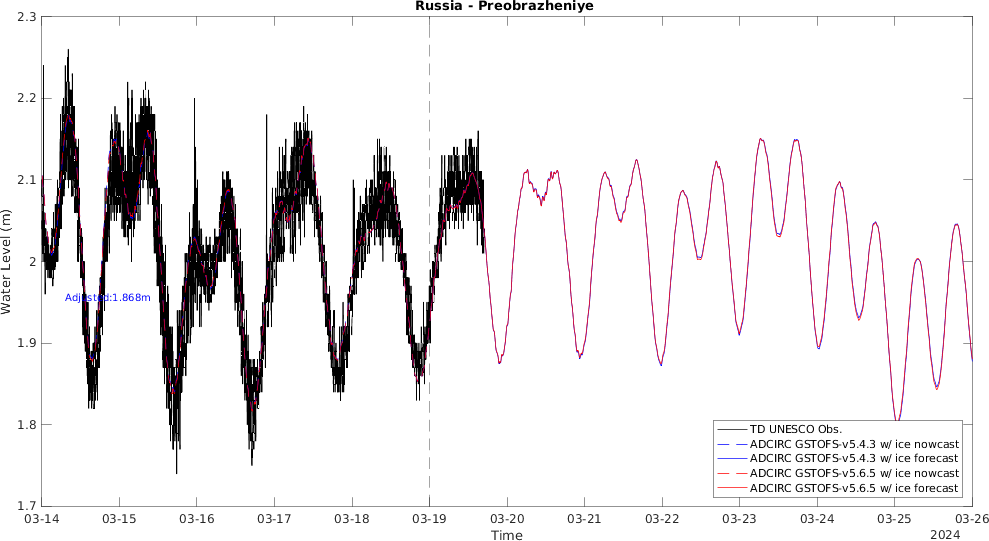 Russia - Preobrazheniye
2.3
2.2
2.1
2
1.9
1.8
1.7
Water Level (m)
Adjusted:1.868m
TD UNESCO Obs.
ADCIRC GSTOFS-v5.4.3 w/ ice nowcast
ADCIRC GSTOFS-v5.4.3 w/ ice forecast
ADCIRC GSTOFS-v5.6.5 w/ ice nowcast
ADCIRC GSTOFS-v5.6.5 w/ ice forecast
03-14 03-15 03-16 03-17 03-18 03-19 03-20 03-21 03-22 03-23 03-24 03-25 03-26
Time
2024